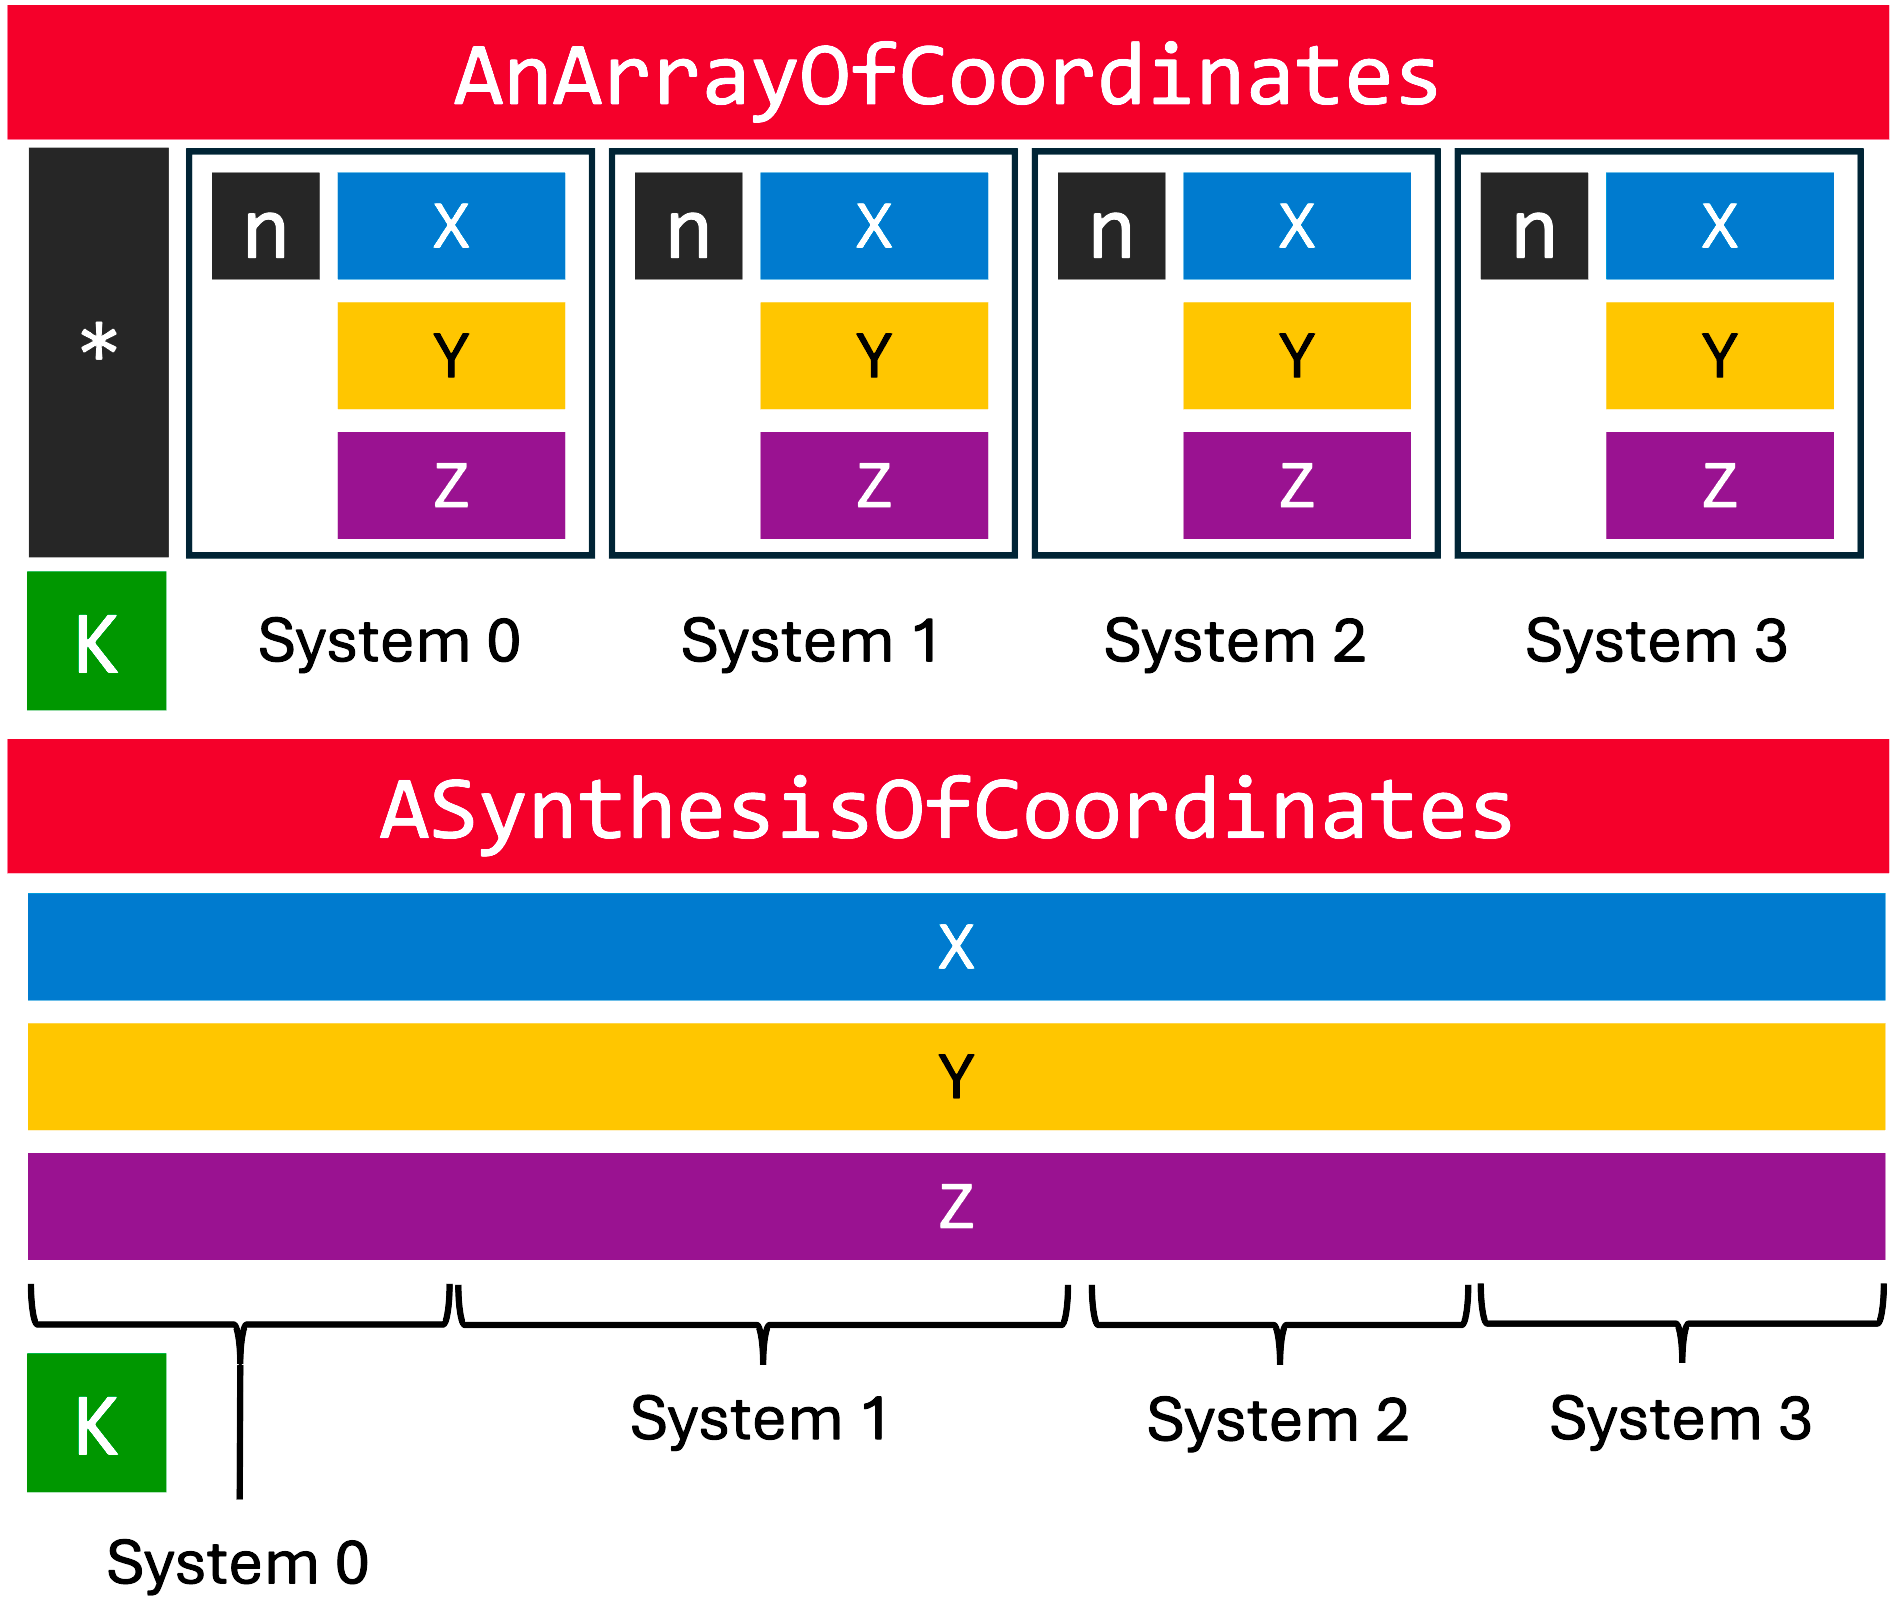 AnArrayOfCoordinates
n X n X n X n X
* Y Y Y Y
Z Z Z Z
K System 0 System 1 System 2 System 3
ASynthesisOfCoordinates
X
Y
Z
K System 1 System 2 System 3
System 0